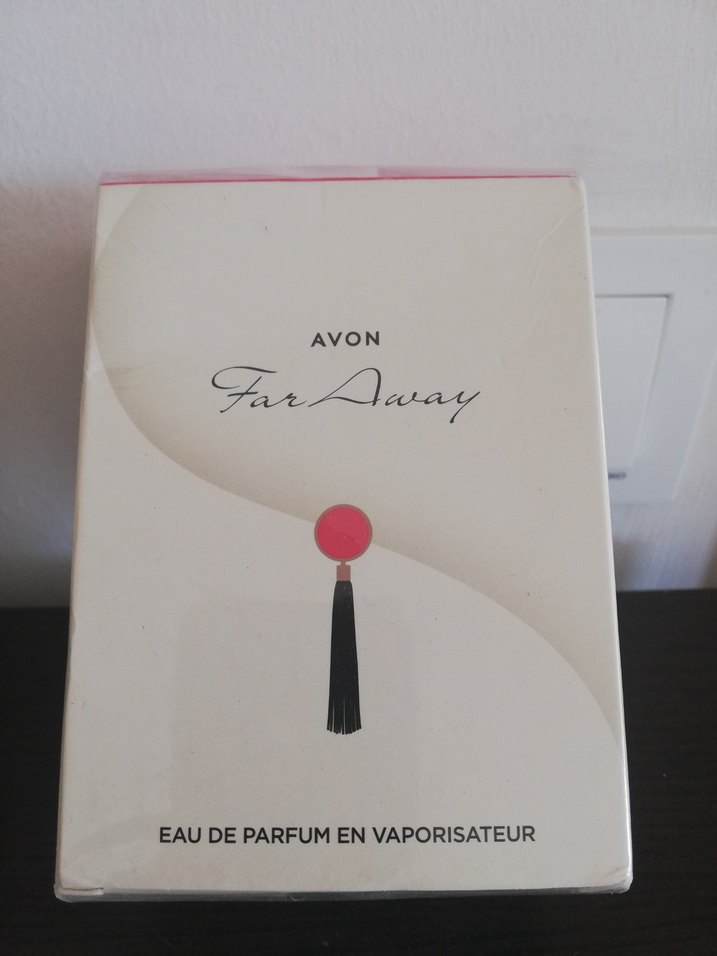 AVON
Far Away
EAU DE PARFUM EN VAPORISATEUR